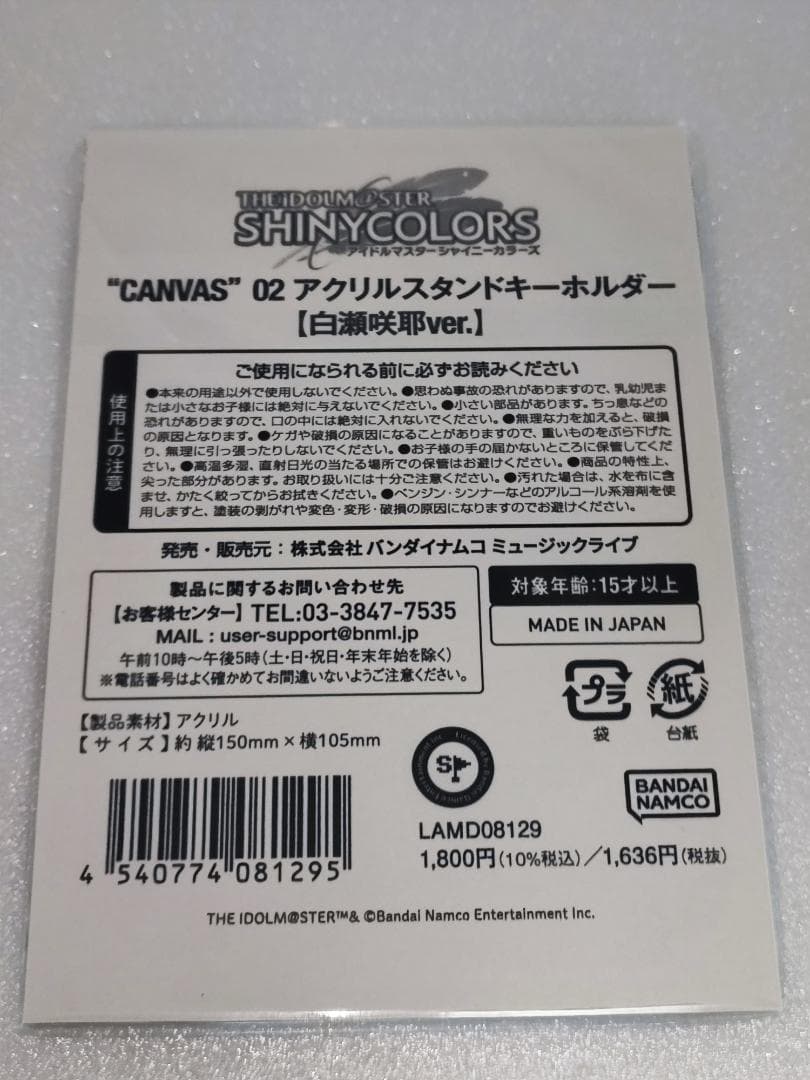 THE IDOLM@STER
SHINYCOLORS
アイドルマスター シャイニーカラーズ
“CANVAS” 02 アクリルスタンドキーホルダー
【白瀬咲耶ver.】
使用上の注意
ご使用になられる前に必ずお読みください
●本来の用途以外で使用しないでください。●思わぬ事故の恐れがありますので、乳幼児ま
たは小さなお子様には絶対に与えないでください。●小さい部品があります。ちっ息などの
恐れがありますので、口の中には絶対に入れないでください。●無理な力を加えると、破損
の原因となります。●ケガや破損の原因になることがありますので、重いものをぶら下げた
り、無理に引っ張ったりしないでください。●お子様の手の届かないところに保管してくだ
さい。●高温多湿、直射日光の当たる場所での保管はお避けください。●商品の特性上、
尖った部分があります。お取り扱いには十分ご注意ください。●汚れた場合は、水を布に含
ませ、かたく絞ってからお拭きください。●ベンジン・シンナーなどのアルコール系溶剤を使
用しますと、塗装の剥がれや変色・変形・破損の原因になりますのでお避けください。
発売・販売元：株式会社 バンダイナムコ ミュージックライブ
製品に関するお問い合わせ先
【お客様センター】TEL:03-3847-7535
MAIL : user-support@bnml.jp
午前10時～午後5時（土・日・祝日・年末年始を除く）
※電話番号はよく確かめてお間違いないようご注意ください。
対象年齢：15才以上
MADE IN JAPAN
プラ
袋
紙
台紙
【製品素材】アクリル
【サイズ】約 縦150mm×横105mm
SP
BANDAI
NAMCO
LAMD08129
1,800円（10%税込）／1,636円（税抜）
4 540774 081295
THE IDOLM@STER™& ©Bandai Namco Entertainment Inc.